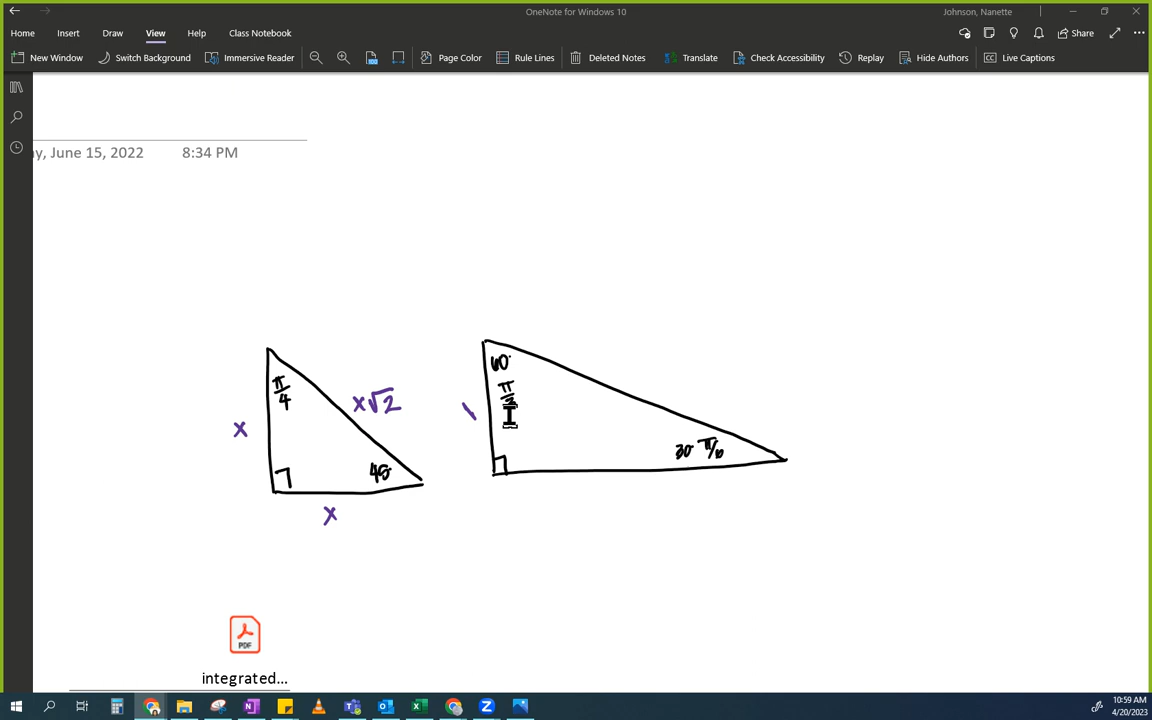 OneNote for Windows 10
Johnson, Nanette
Home Insert Draw View Help Class Notebook
Share
New Window Switch Background Immersive Reader Page Color Rule Lines Deleted Notes Translate Check Accessibility Replay Hide Authors Live Captions
ay, June 15, 2022 8:34 PM
60°
π/4
π/3
x√2
x
45°
30° π/6
x
PDF
integrated...
10:59 AM
4/20/2023